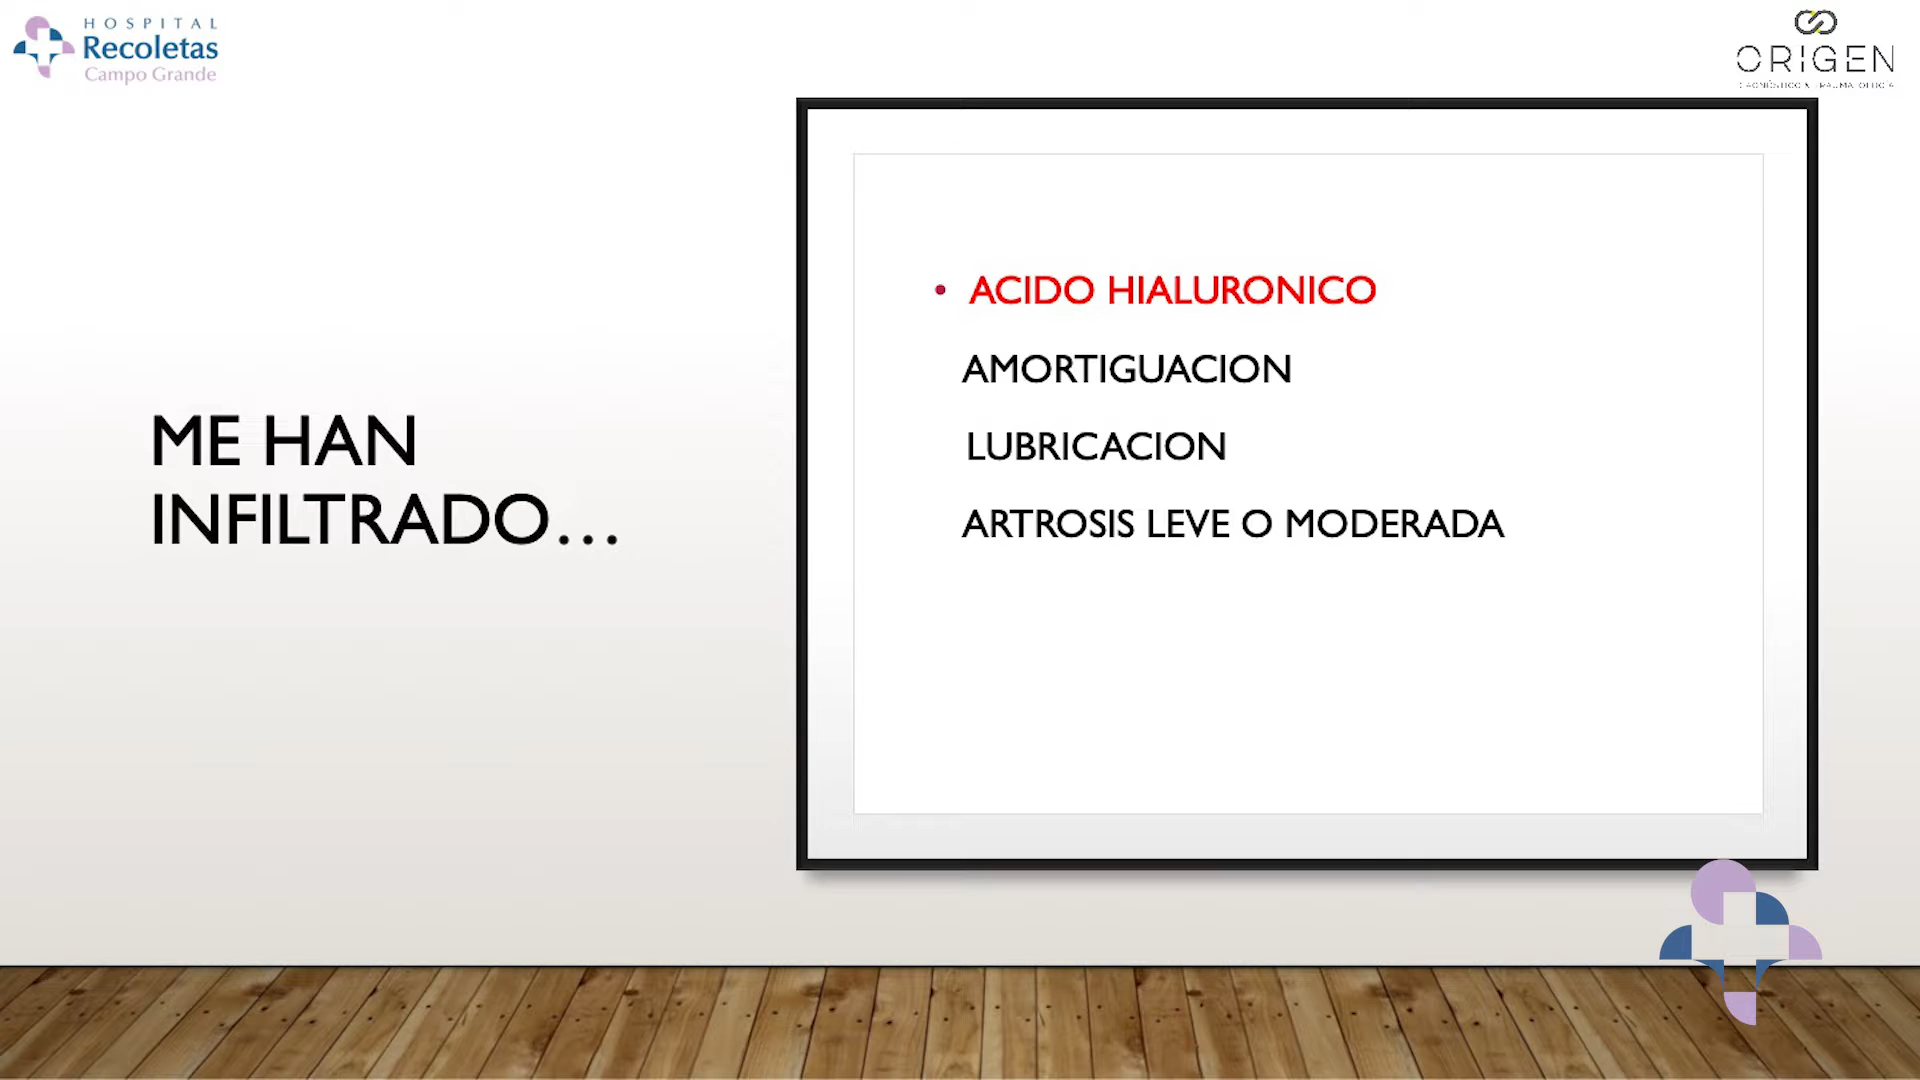 HOSPITAL
Recoletas
Campo Grande
ORIGEN
ME HAN
INFILTRADO...
• ACIDO HIALURONICO
AMORTIGUACION
LUBRICACION
ARTROSIS LEVE O MODERADA